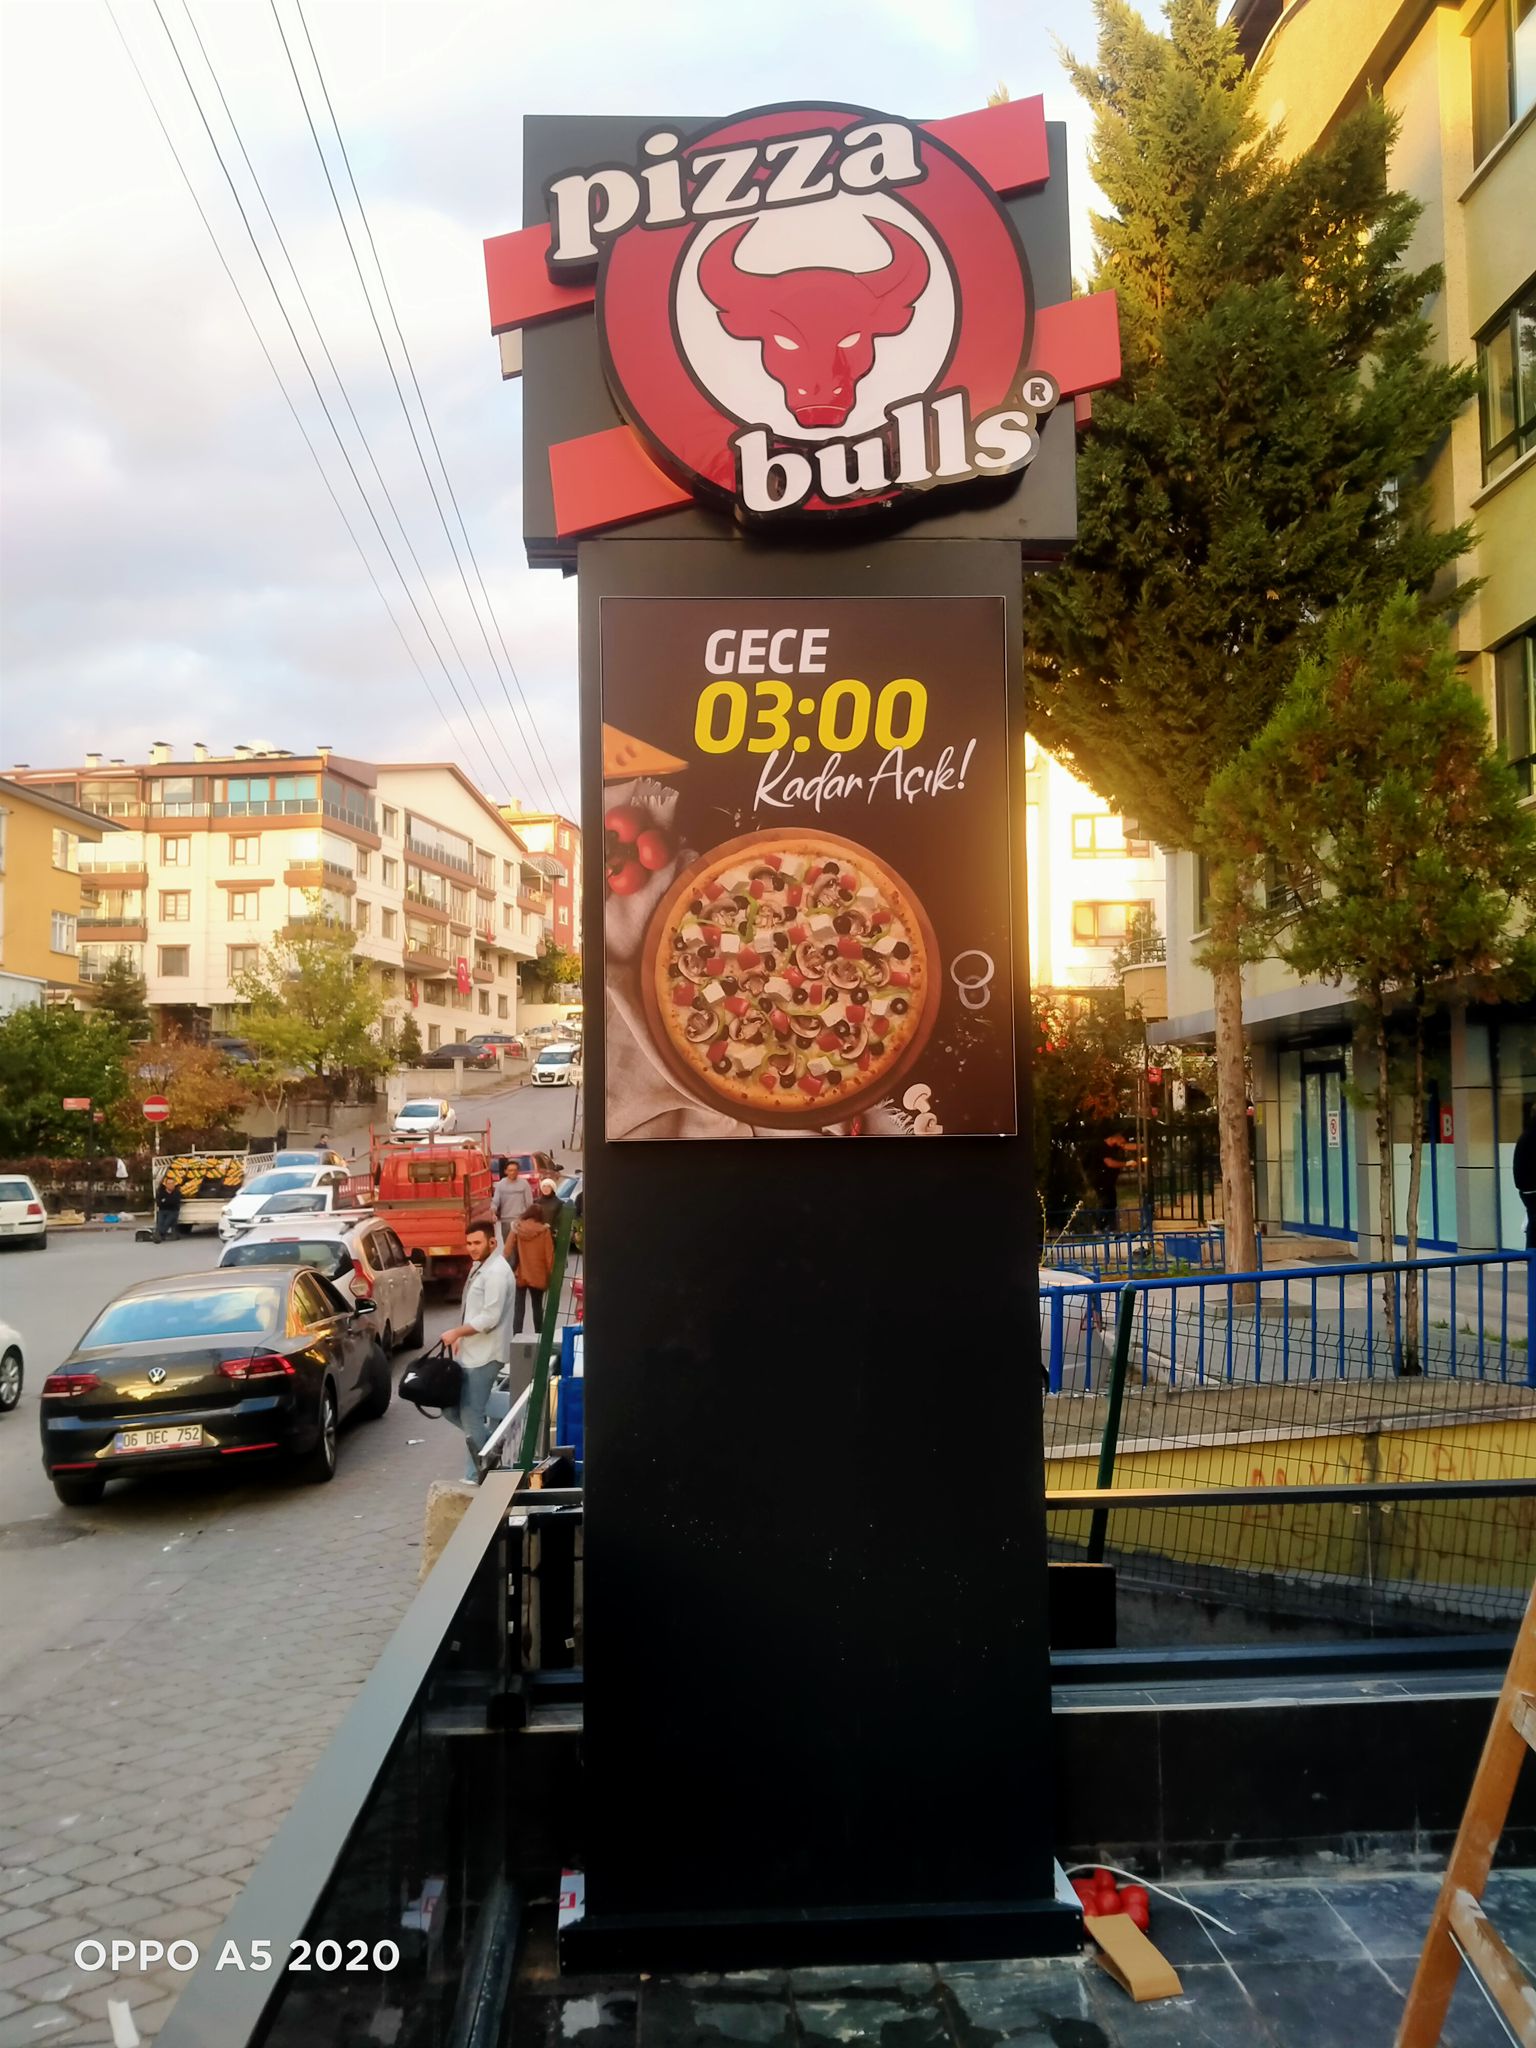 pizza
bulls®
GECE
03:00
Kadar Açık!
06 DEC 752
B
OPPO A5 2020